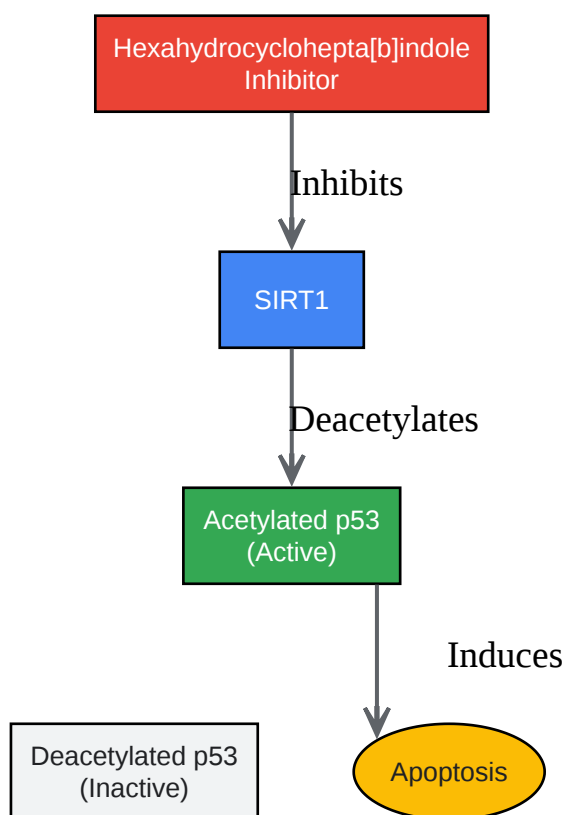 Hexahydrocyclohepta[b]indole
Inhibitor
Inhibits
SIRT1
Deacetylates
Acetylated p53
(Active)
Induces
Deacetylated p53
(Inactive)
Apoptosis